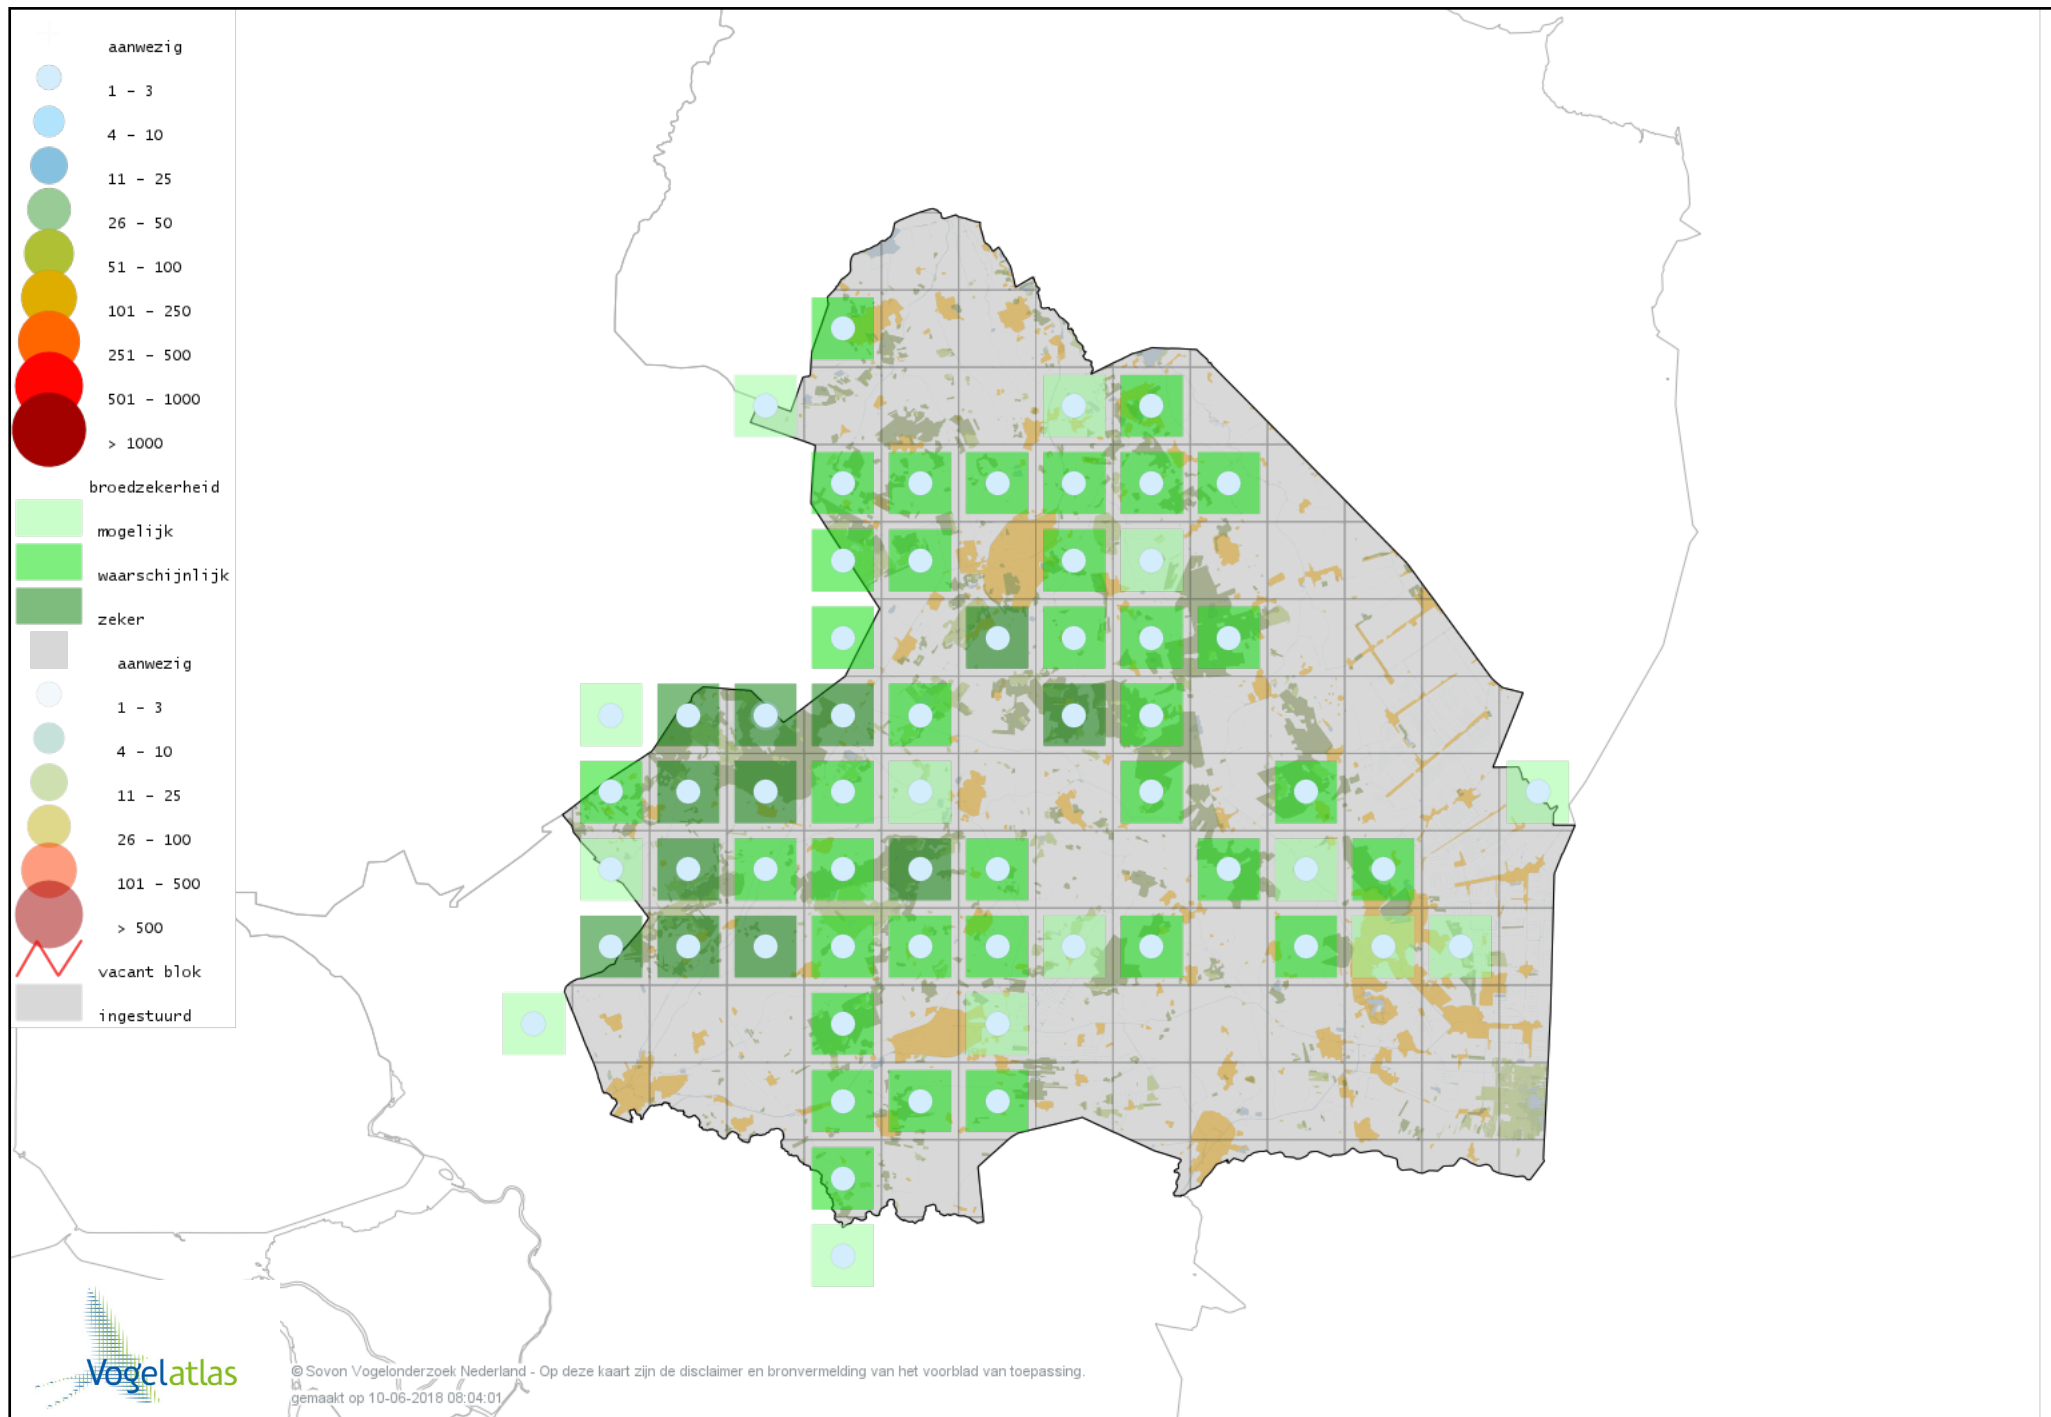 aanwezig
1 - 3
4 - 10
11 - 25
26 - 50
51 - 100
101 - 250
251 - 500
501 - 1000
> 1000
broedzekerheid
mogelijk
waarschijnlijk
zeker
aanwezig
1 - 3
4 - 10
11 - 25
26 - 100
101 - 500
> 500
vacant blok
ingestuurd
Vogelatlas
© Sovon Vogelonderzoek Nederland - Op deze kaart zijn de disclaimer en bronvermelding van het voorblad van toepassing.
gemaakt op 10-06-2018 08:04:01